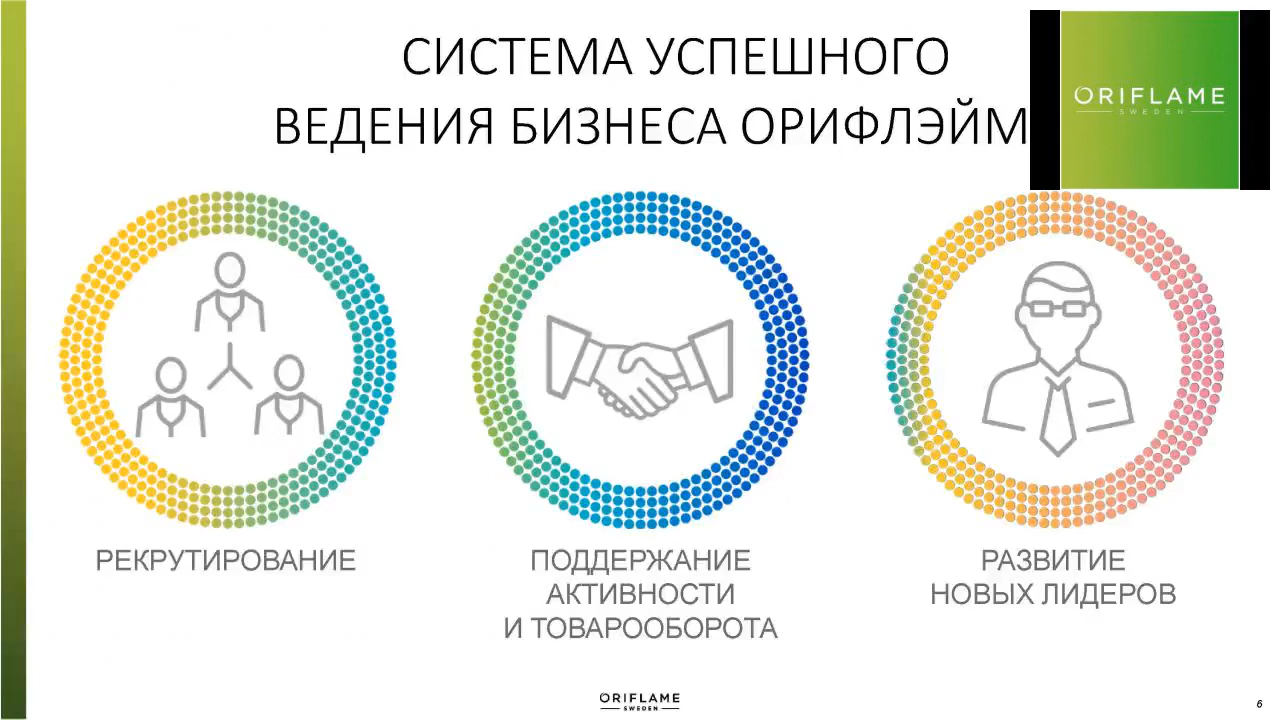 СИСТЕМА УСПЕШНОГО
ВЕДЕНИЯ БИЗНЕСА ОРИФЛЭЙМ
ORIFLAME
SWEDEN
РЕКРУТИРОВАНИЕ
ПОДДЕРЖАНИЕ
АКТИВНОСТИ
И ТОВАРООБОРОТА
РАЗВИТИЕ
НОВЫХ ЛИДЕРОВ
ORIFLAME
SWEDEN
6